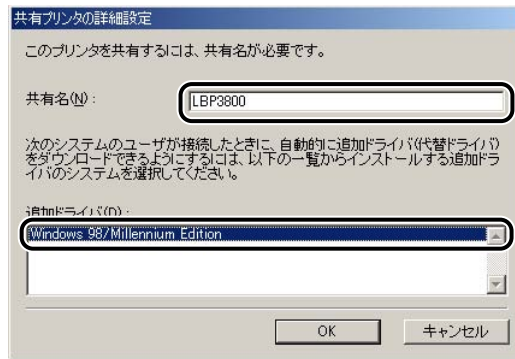 共有プリンタの詳細設定
このプリンタを共有するには、共有名が必要です。
共有名(N):
LBP3800
次のシステムのユーザが接続したときに、自動的に追加ドライバ(代替ドライバ)
をダウンロードできるようにするには、以下の一覧からインストールする追加ドラ
イバのシステムを選択してください。
追加ドライバ(D):
Windows 98/Millennium Edition
OK
キャンセル